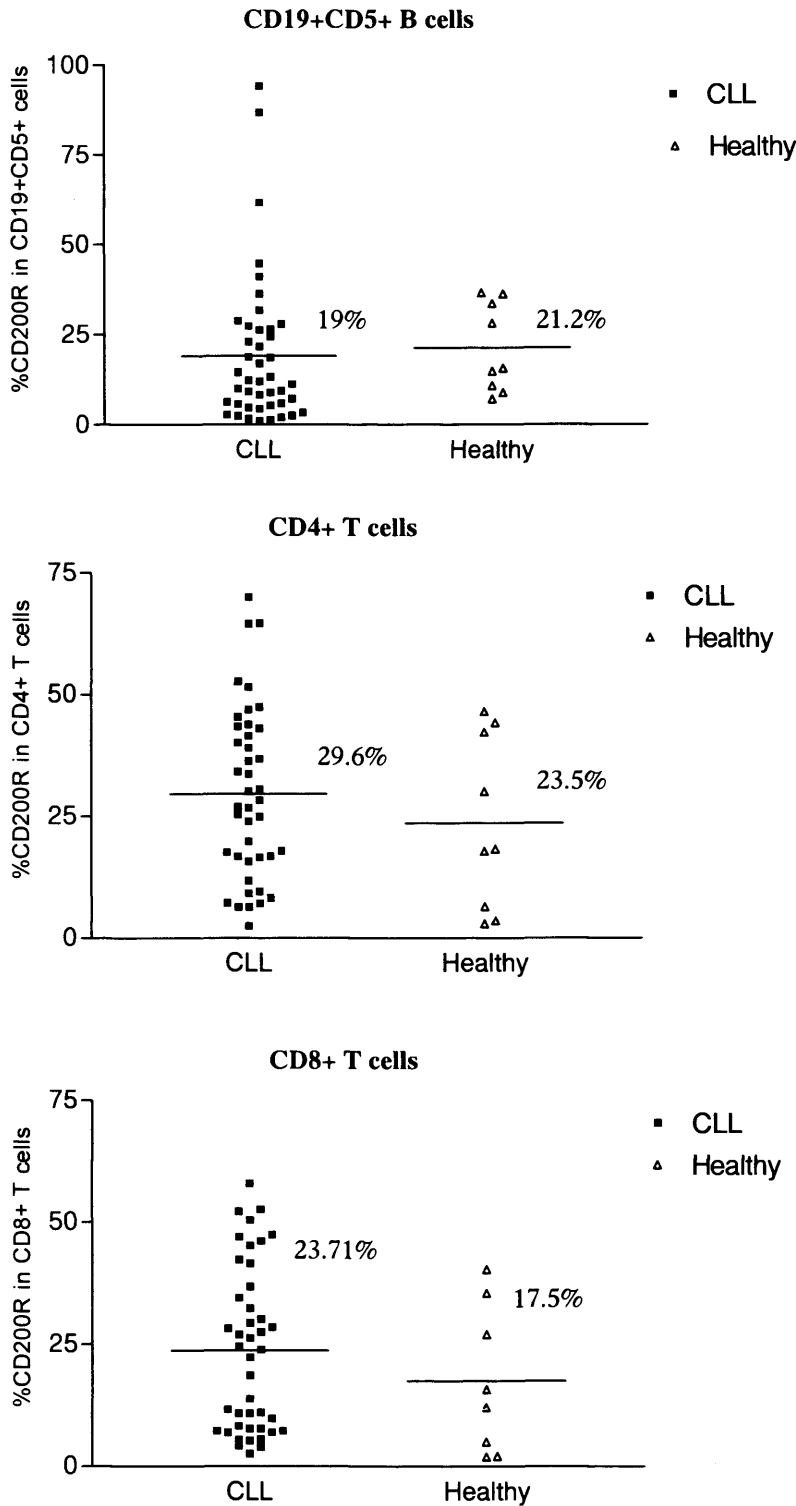 CD19+CD5+ B cells
%CD200R in CD19+CD5+ cells
100
75
50
25
0
19%
21.2%
CLL
Healthy
CLL
Healthy
CD4+ T cells
%CD200R in CD4+ T cells
75
50
25
0
29.6%
23.5%
CLL
Healthy
CLL
Healthy
CD8+ T cells
%CD200R in CD8+ T cells
75
50
25
0
23.71%
17.5%
CLL
Healthy
CLL
Healthy